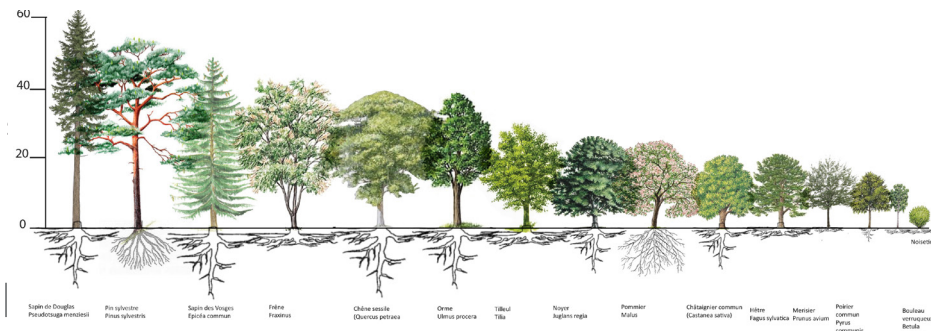 60
40
20
0
Noisetie
Sapin de Douglas
Pseudotsuga menziesii
Pin sylvestre
Pinus sylvestris
Sapin des Vosges
Epicéa commun
Frêne
Fraxinus
Chêne sessile
(Quercus petraea
Orme
Ulmus procera
Tilleul
Tilia
Noyer
Juglans regia
Pommier
Malus
Châtaignier commun
(Castanea sativa)
Hêtre
Fagus sylvatica
Merisier
Prunus avium
Poirier
commun
Pyrus
communis
Bouleau
verruqueux
Betula